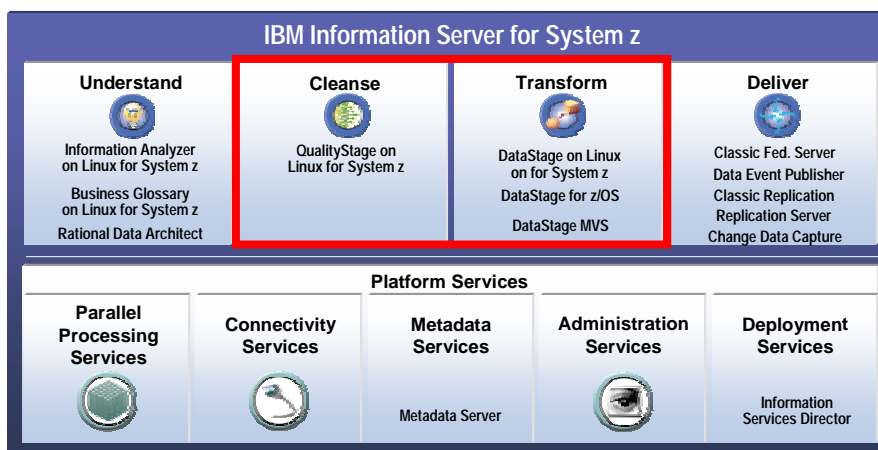 IBM Information Server for System z
Understand
Information Analyzer
on Linux for System z
Business Glossary
on Linux for System z
Rational Data Architect
Cleanse
QualityStage on
Linux for System z
Transform
DataStage on Linux
on for System z
DataStage for z/OS
DataStage MVS
Deliver
Classic Fed. Server
Data Event Publisher
Classic Replication
Replication Server
Change Data Capture
Platform Services
Parallel
Processing
Services
Connectivity
Services
Metadata
Services
Metadata Server
Administration
Services
Deployment
Services
Information
Services Director